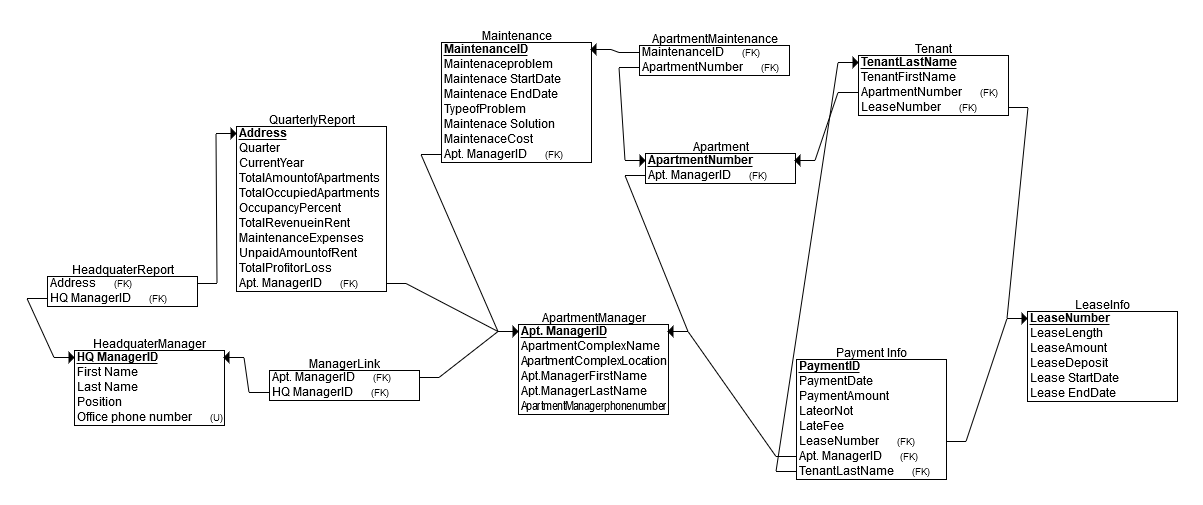 Maintenance
MaintenanceID
Maintenaceproblem
Maintenace StartDate
Maintenace EndDate
TypeofProblem
Maintenace Solution
MaintenaceCost
Apt. ManagerID (FK)
ApartmentMaintenance
MaintenanceID (FK)
ApartmentNumber (FK)
Tenant
TenantLastName
TenantFirstName
ApartmentNumber (FK)
LeaseNumber (FK)
QuarterlyReport
Address
Quarter
CurrentYear
TotalAmountofApartments
TotalOccupiedApartments
OccupancyPercent
TotalRevenueinRent
MaintenanceExpenses
UnpaidAmountofRent
TotalProfitorLoss
Apt. ManagerID (FK)
Apartment
ApartmentNumber
Apt. ManagerID (FK)
HeadquaterReport
Address (FK)
HQ ManagerID (FK)
HeadquaterManager
HQ ManagerID
First Name
Last Name
Position
Office phone number (U)
ManagerLink
Apt. ManagerID (FK)
HQ ManagerID (FK)
ApartmentManager
Apt. ManagerID
ApartmentComplexName
ApartmentComplexLocation
Apt.ManagerFirstName
Apt.ManagerLastName
ApartmentManagerphonenumber
Payment Info
PaymentID
PaymentDate
PaymentAmount
LateorNot
LateFee
LeaseNumber (FK)
Apt. ManagerID (FK)
TenantLastName (FK)
LeaseInfo
LeaseNumber
LeaseLength
LeaseAmount
LeaseDeposit
Lease StartDate
Lease EndDate